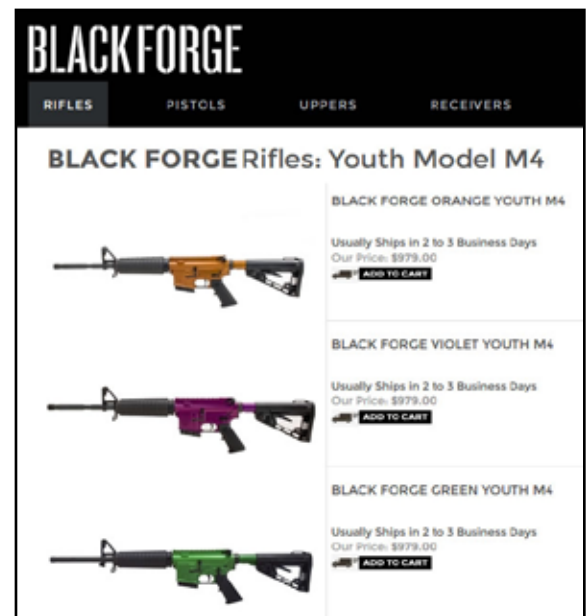 BLACK FORGE
RIFLES PISTOLS UPPERS RECEIVERS
BLACK FORGE Rifles: Youth Model M4
BLACK FORGE ORANGE YOUTH M4
Usually Ships in 2 to 3 Business Days
Our Price: $979.00
ADD TO CART
BLACK FORGE VIOLET YOUTH M4
Usually Ships in 2 to 3 Business Days
Our Price: $979.00
ADD TO CART
BLACK FORGE GREEN YOUTH M4
Usually Ships in 2 to 3 Business Days
Our Price: $979.00
ADD TO CART